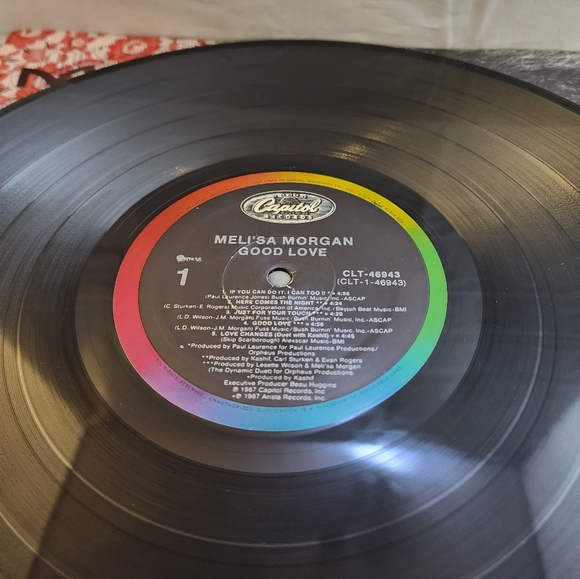 Capitol
RECORDS
MELI'SA MORGAN
GOOD LOVE
1
CLT-46943
(CLT-1-46943)
1. IF YOU CAN DO IT: I CAN TOO !! * 4:58
(Paul Laurence Jones) Bush Burnin' Music, Inc.-ASCAP
2. HERE COMES THE NIGHT ** 4:24
(C. Sturken-E. Rogers) Music Corporation of America, Inc./Bayjun Beat Music-BMI
3. JUST FOR YOUR TOUCH *** 4:29
(L.D. Wilson-J.M. Morgan) Fuss Music/Bush Burnin' Music, Inc.-ASCAP
4. GOOD LOVE *** 4:58
(L.D. Wilson-J.M. Morgan) Fuss Music/Bush Burnin' Music, Inc.-ASCAP
5. LOVE CHANGES (Duet with Kashif) + 4:45
(Skip Scarborough) Alexscar Music-BMI
*Produced by Paul Laurence for Paul Laurence Productions/
Orpheus Productions
**Produced by Kashif, Carl Sturken & Evan Rogers
***Produced by Lesette Wilson & Meli'sa Morgan
(The Dynamic Duet) for Orpheus Productions
+Produced by Kashif
Executive Producer Beau Huggins
℗ 1987 Capitol Records, Inc.
+℗ 1987 Arista Records, Inc.